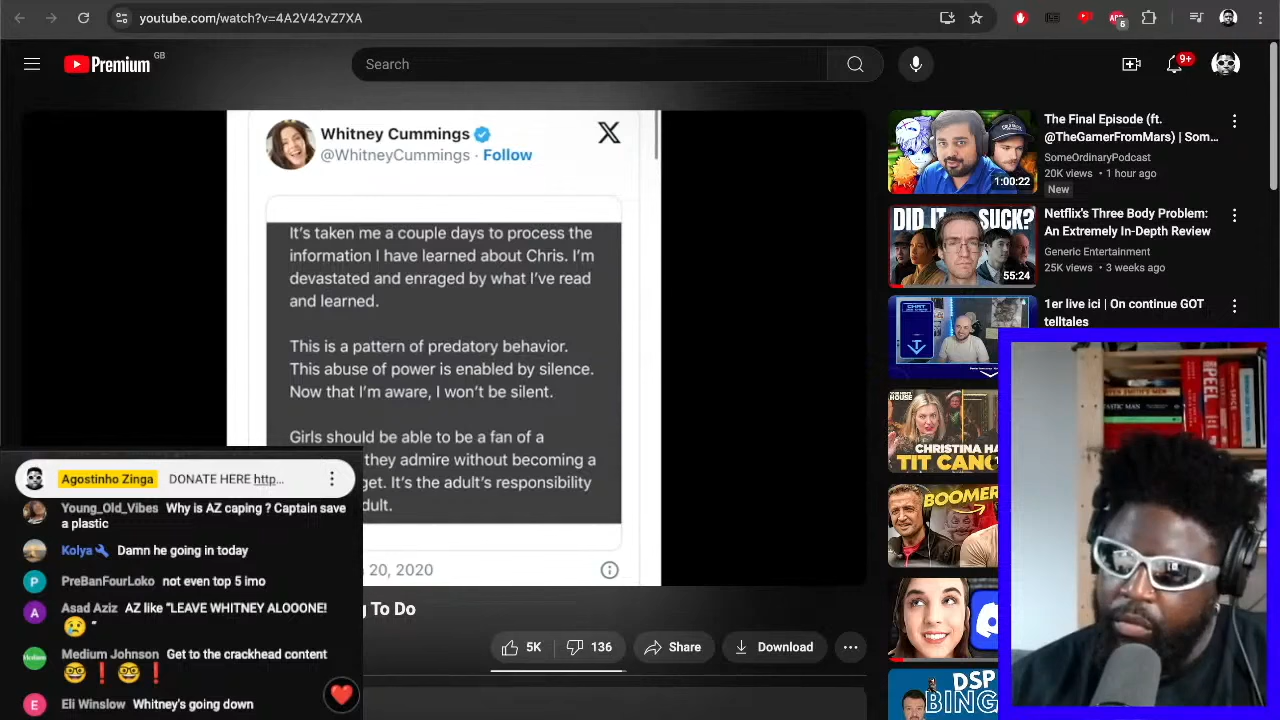 youtube.com/watch?v=4A2V42vZ7XA
6
Premium
GB
Search
9+
Whitney Cummings
@WhitneyCummings · Follow
It's taken me a couple days to process the
information I have learned about Chris. I'm
devastated and enraged by what I've read
and learned.
This is a pattern of predatory behavior.
This abuse of power is enabled by silence.
Now that I'm aware, I won't be silent.
Girls should be able to be a fan of a
they admire without becoming a
get. It's the adult's responsibility
dult.
20, 2020
To Do
5K
136
Share
Download
Agostinho Zinga DONATE HERE http...
Young_Old_Vibes Why is AZ caping ? Captain save
a plastic
Kolya Damn he going in today
PreBanFourLoko not even top 5 imo
Asad Aziz AZ like "LEAVE WHITNEY ALOOONE!
😢 "
Medium Johnson Get to the crackhead content
🤓❗🤓❗
Eli Winslow Whitney's going down
1:00:22
The Final Episode (ft.
@TheGamerFromMars) | Som...
SomeOrdinaryPodcast
20K views • 1 hour ago
New
DID IT SUCK?
55:24
Netflix's Three Body Problem:
An Extremely In-Depth Review
Generic Entertainment
25K views • 3 weeks ago
1er live ici | On continue GOT
telltales
CHRISTINA HA
TIT CANC
BOOMER
DSP
BING